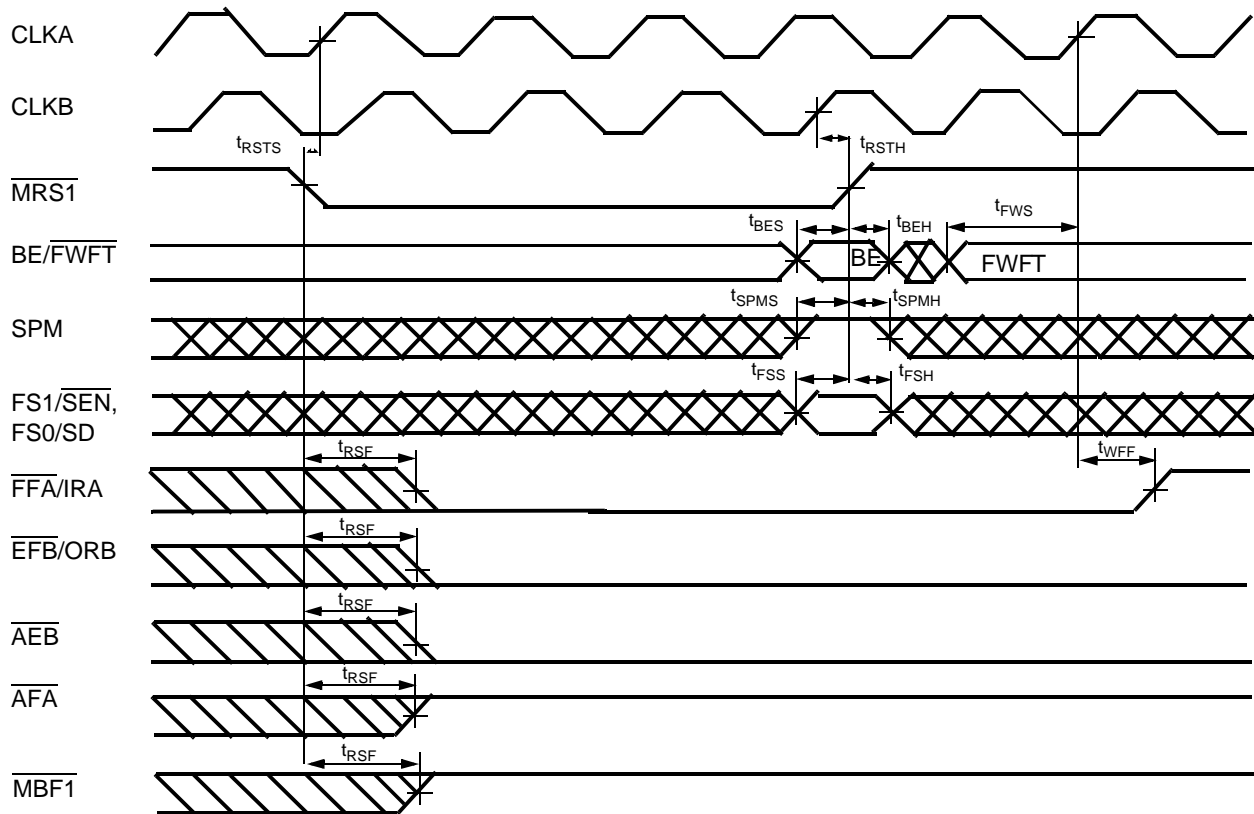 CLKA
CLKB
tRSTS
tRSTH
MRS1
tFWS
tBES
tBEH
BE/FWFT
BE
FWFT
tSPMS
tSPMH
SPM
tFSS
tFSH
FS1/SEN,
FS0/SD
tRSF
tWFF
FFA/IRA
tRSF
EFB/ORB
tRSF
AEB
tRSF
AFA
tRSF
MBF1